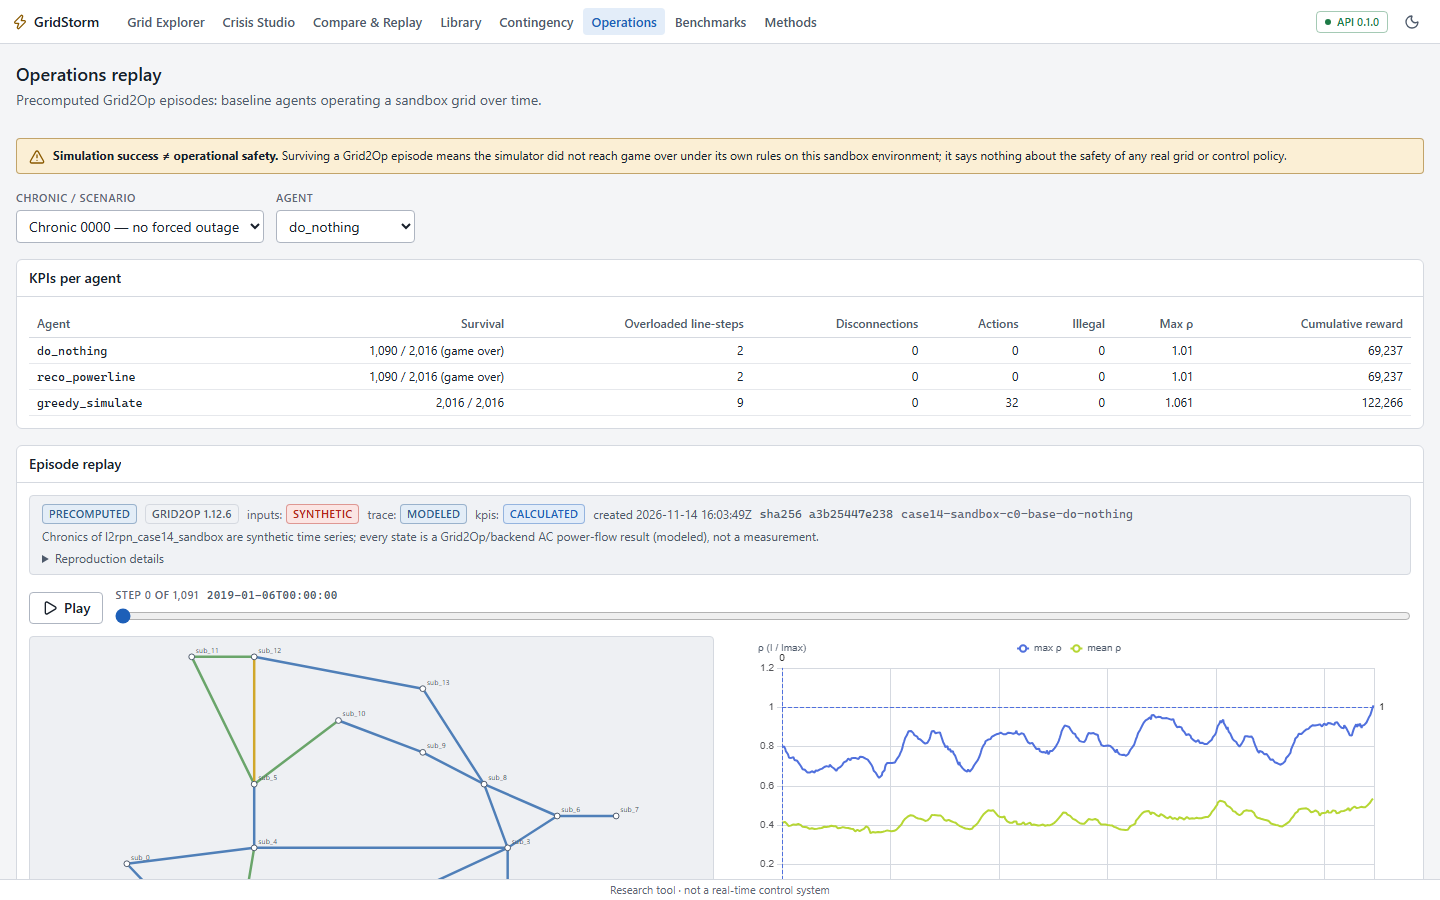 GridStorm Grid Explorer Crisis Studio Compare & Replay Library Contingency Operations Benchmarks Methods API 0.1.0
Operations replay
Precomputed Grid2Op episodes: baseline agents operating a sandbox grid over time.
Simulation success ≠ operational safety. Surviving a Grid2Op episode means the simulator did not reach game over under its own rules on this sandbox environment; it says nothing about the safety of any real grid or control policy.
CHRONIC / SCENARIO AGENT
Chronic 0000 — no forced outage do_nothing
KPIs per agent
Agent Survival Overloaded line-steps Disconnections Actions Illegal Max ρ Cumulative reward
do_nothing 1,090 / 2,016 (game over) 2 0 0 0 1.01 69,237
reco_powerline 1,090 / 2,016 (game over) 2 0 0 0 1.01 69,237
greedy_simulate 2,016 / 2,016 9 0 32 0 1.061 122,266
Episode replay
PRECOMPUTED GRID2OP 1.12.6 inputs: SYNTHETIC trace: MODELED kpis: CALCULATED created 2026-11-14 16:03:49Z sha256 a3b25447e238 case14-sandbox-c0-base-do-nothing
Chronics of l2rpn_case14_sandbox are synthetic time series; every state is a Grid2Op/backend AC power-flow result (modeled), not a measurement.
Reproduction details
Play
STEP 0 OF 1,091 2019-01-06T00:00:00
sub_11
sub_12
sub_13
sub_10
sub_9
sub_5
sub_8
sub_6
sub_7
sub_4
sub_3
sub_0
ρ (I / Imax) max ρ mean ρ
0
1.2
1 1
0.8
0.6
0.4
0.2
Research tool · not a real-time control system